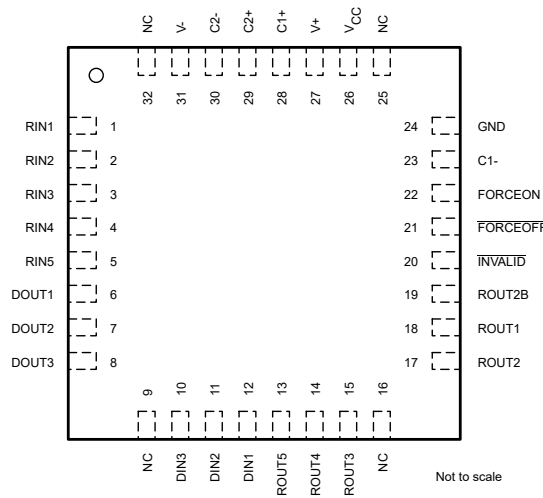 NC
V-
C2-
C2+
C1+
V+
VCC
NC
32
31
30
29
28
27
26
25
RIN1 1
24 GND
RIN2 2
23 C1-
RIN3 3
22 FORCEON
RIN4 4
21 FORCEOFF
RIN5 5
20 INVALID
DOUT1 6
19 ROUT2B
DOUT2 7
18 ROUT1
DOUT3 8
17 ROUT2
9
10
11
12
13
14
15
16
NC
DIN3
DIN2
DIN1
ROUT5
ROUT4
ROUT3
NC
Not to scale